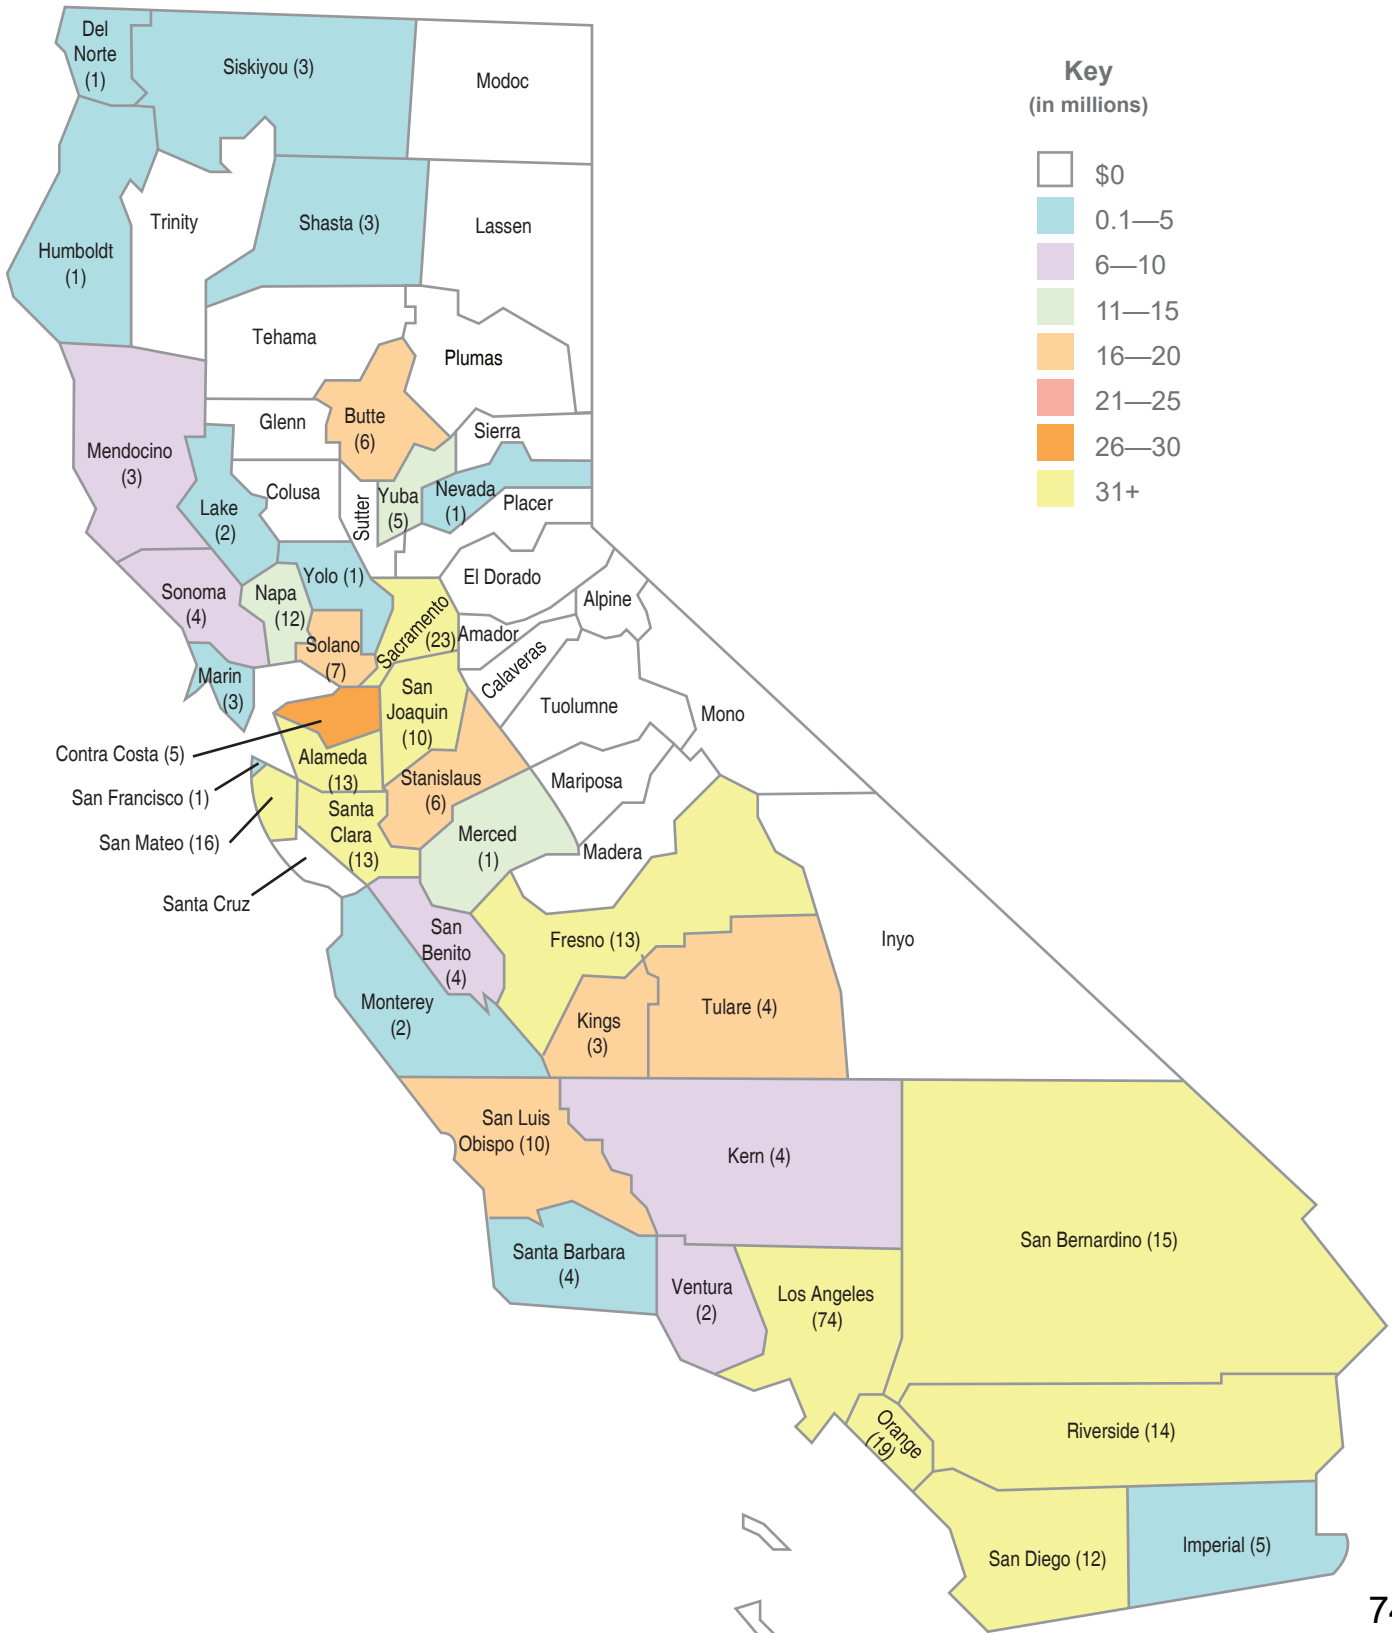 Del
Norte
(1)
Siskiyou (3)
Modoc
Key
(in millions)
$0
0.1—5
6—10
11—15
16—20
21—25
26—30
31+
Humboldt
(1)
Trinity
Shasta (3)
Lassen
Tehama
Plumas
Mendocino
(3)
Glenn
Butte
(6)
Sierra
Lake
(2)
Colusa
Sutter
Yuba
(5)
Nevada
(1)
Placer
Sonoma
(4)
Napa
(12)
Yolo (1)
El Dorado
Alpine
Solano
(7)
Sacramento
(23)
Amador
Calaveras
Marin
(3)
San
Joaquin
(10)
Tuolumne
Mono
Contra Costa (5)
Alameda
(13)
Stanislaus
(6)
Mariposa
San Francisco (1)
San Mateo (16)
Santa
Clara
(13)
Merced
(1)
Madera
Santa Cruz
San
Benito
(4)
Fresno (13)
Inyo
Monterey
(2)
Kings
(3)
Tulare (4)
San Luis
Obispo (10)
Kern (4)
San Bernardino (15)
Santa Barbara
(4)
Ventura
(2)
Los Angeles
(74)
Orange
(19)
Riverside (14)
San Diego (12)
Imperial (5)